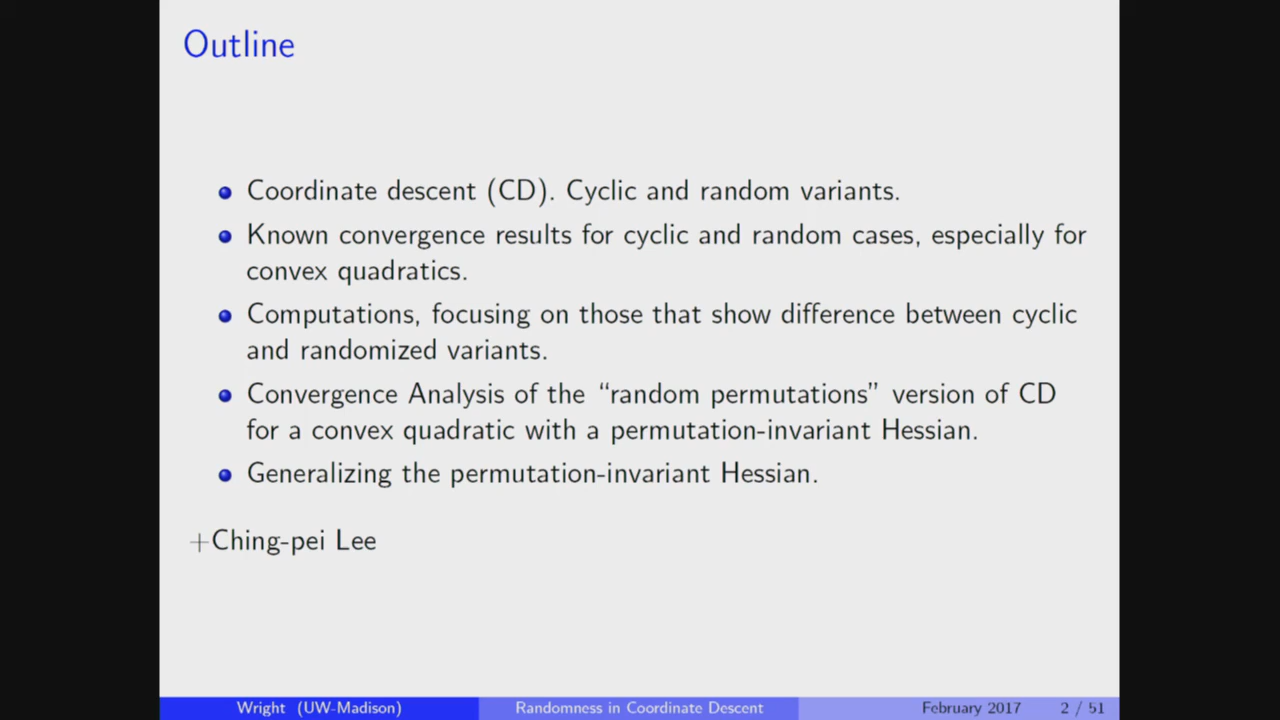 Outline
Coordinate descent (CD). Cyclic and random variants.
Known convergence results for cyclic and random cases, especially for
convex quadratics.
Computations, focusing on those that show difference between cyclic
and randomized variants.
Convergence Analysis of the “random permutations” version of CD
for a convex quadratic with a permutation-invariant Hessian.
Generalizing the permutation-invariant Hessian.
+Ching-pei Lee
Wright (UW-Madison) Randomness in Coordinate Descent February 2017 2 / 51